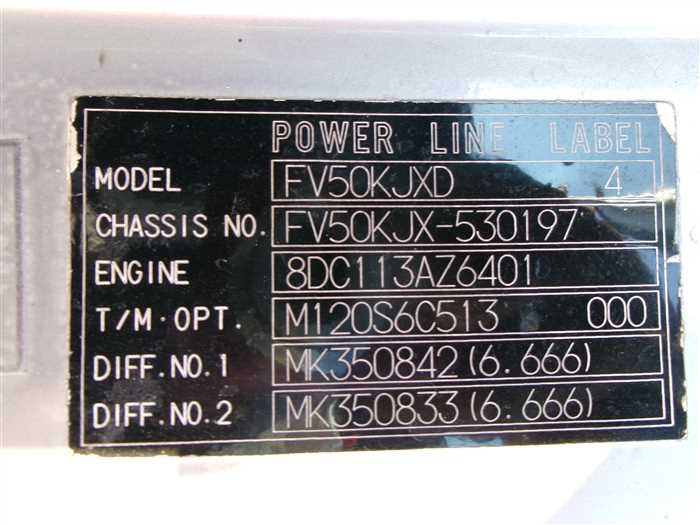 POWER LINE LABEL
MODEL FV50KJXD 4
CHASSIS NO. FV50KJX-530197
ENGINE 8DC113AZ6401
T/M·OPT. M120S6C513 000
DIFF.NO.1 MK350842(6.666)
DIFF.NO.2 MK350833(6.666)